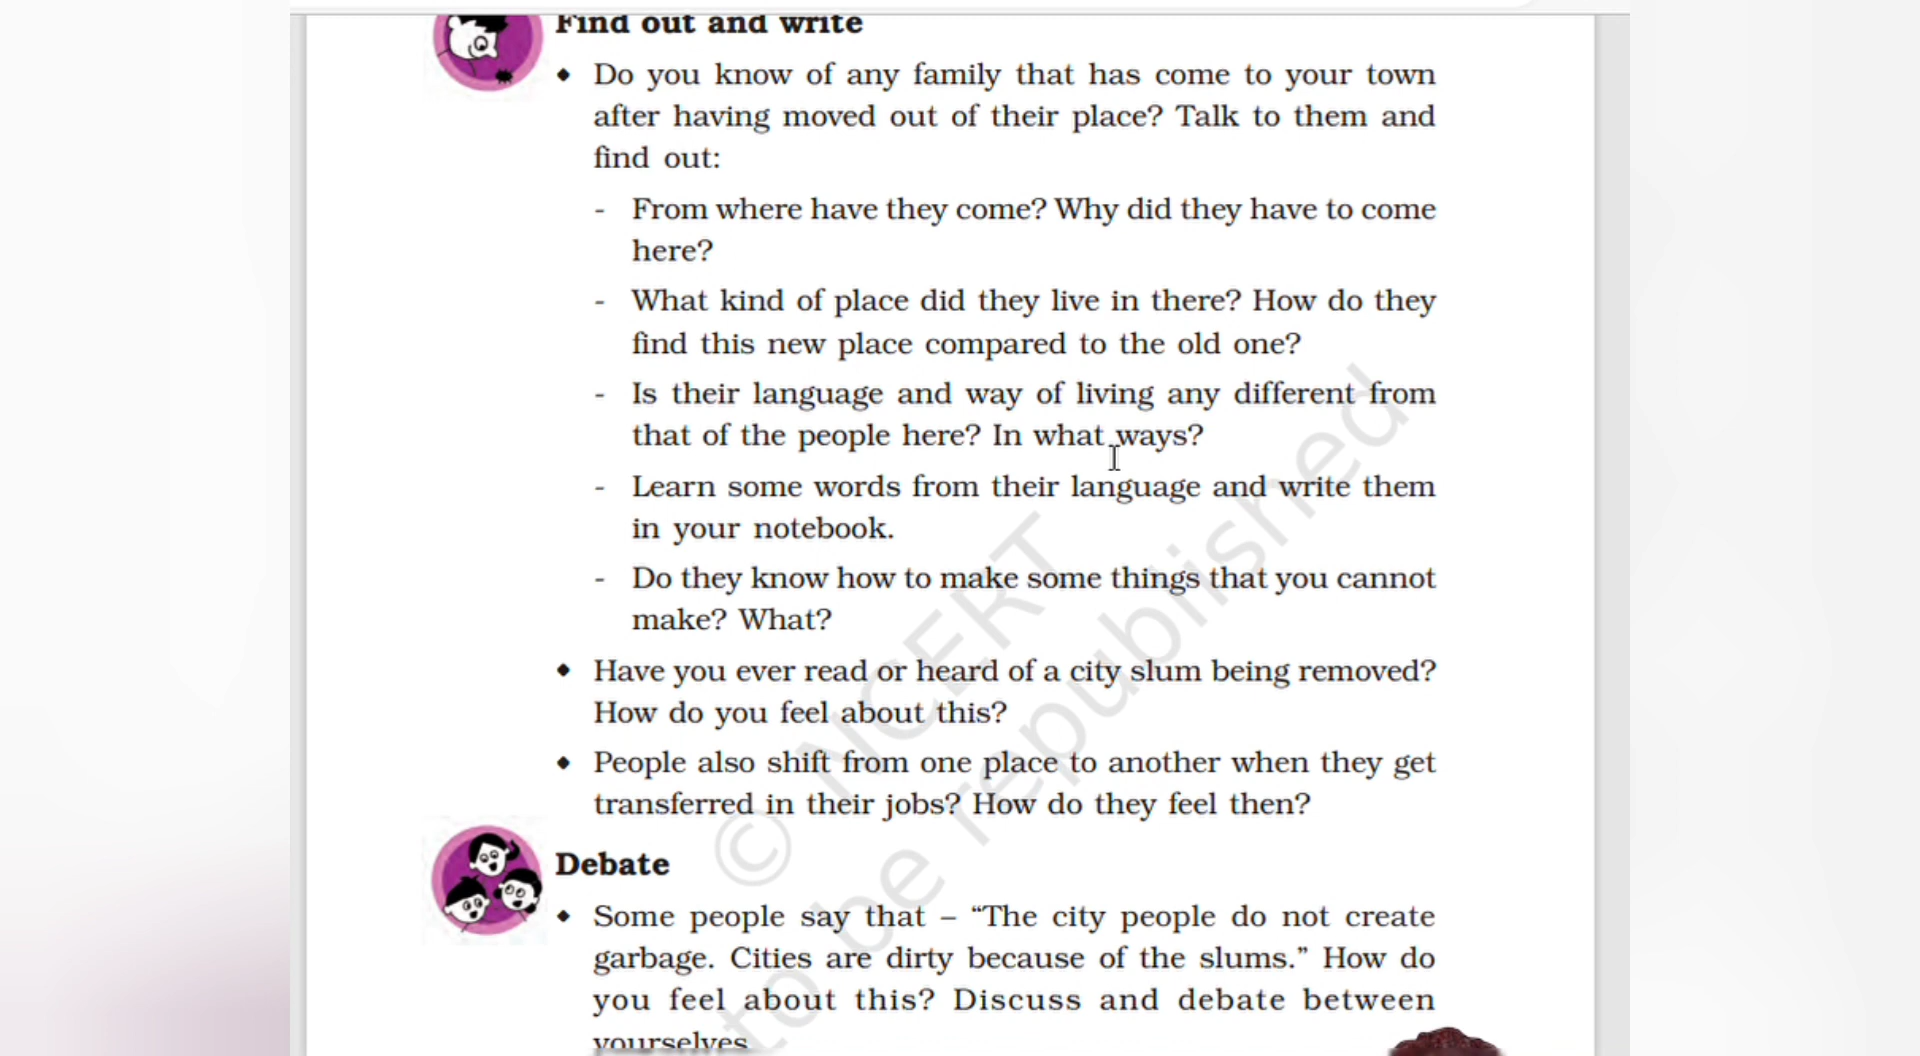 Find out and write
◆ Do you know of any family that has come to your town
after having moved out of their place? Talk to them and
find out:
- From where have they come? Why did they have to come
here?
- What kind of place did they live in there? How do they
find this new place compared to the old one?
- Is their language and way of living any different from
that of the people here? In what ways?
- Learn some words from their language and write them
in your notebook.
- Do they know how to make some things that you cannot
make? What?
◆ Have you ever read or heard of a city slum being removed?
How do you feel about this?
◆ People also shift from one place to another when they get
transferred in their jobs? How do they feel then?
Debate
◆ Some people say that – “The city people do not create
garbage. Cities are dirty because of the slums.” How do
you feel about this? Discuss and debate between
yourselves
© NCERT
to be republished